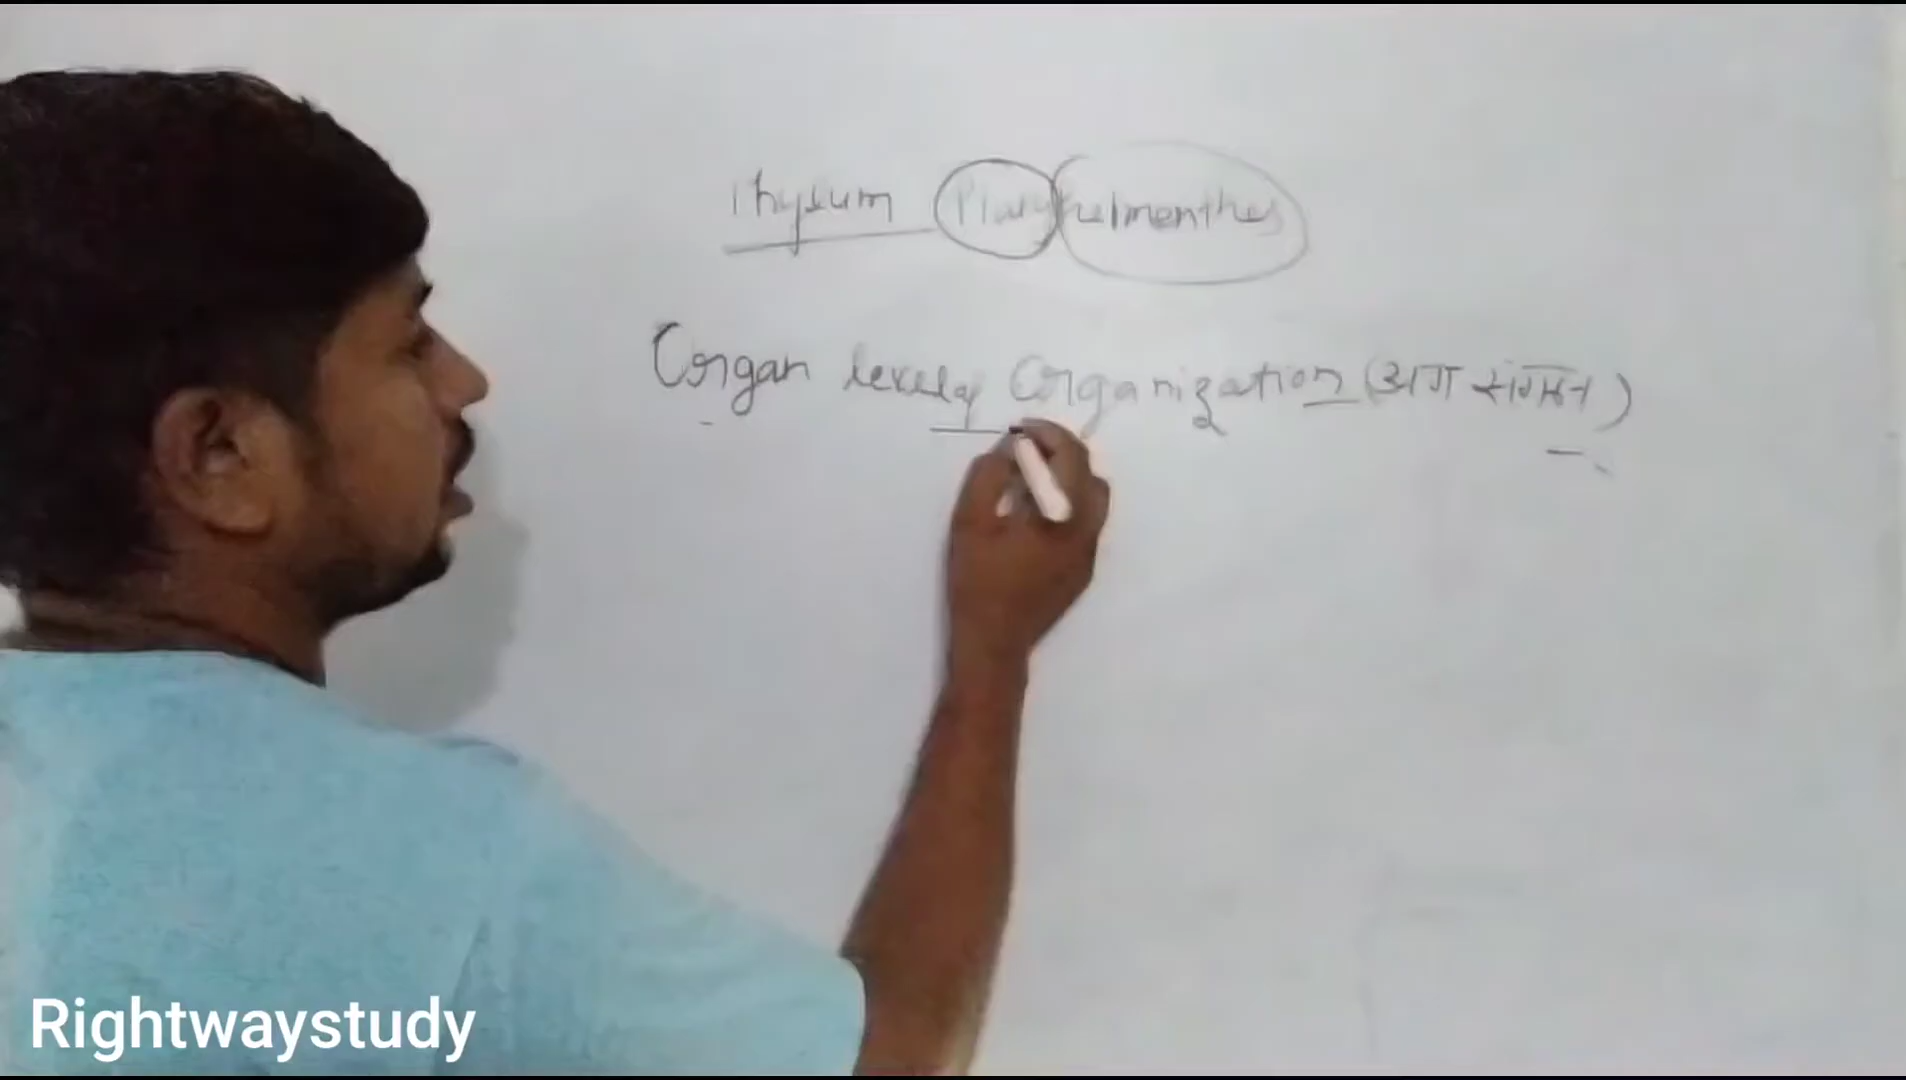 Phylum Platyhelmenthes
Organ level of Organization (अंग संगठन)
Rightwaystudy